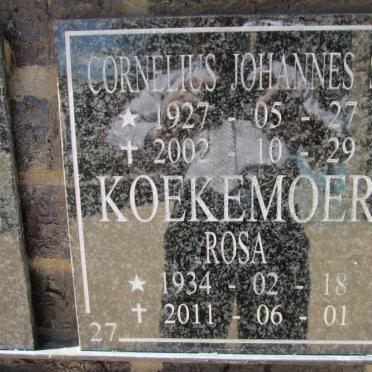 CORNELIUS JOHANNES
★ 1927 - 05 - 27
✝ 2002 - 10 - 29
KOEKEMOER
ROSA
★ 1934 - 02 - 18
✝ 2011 - 06 - 01
27